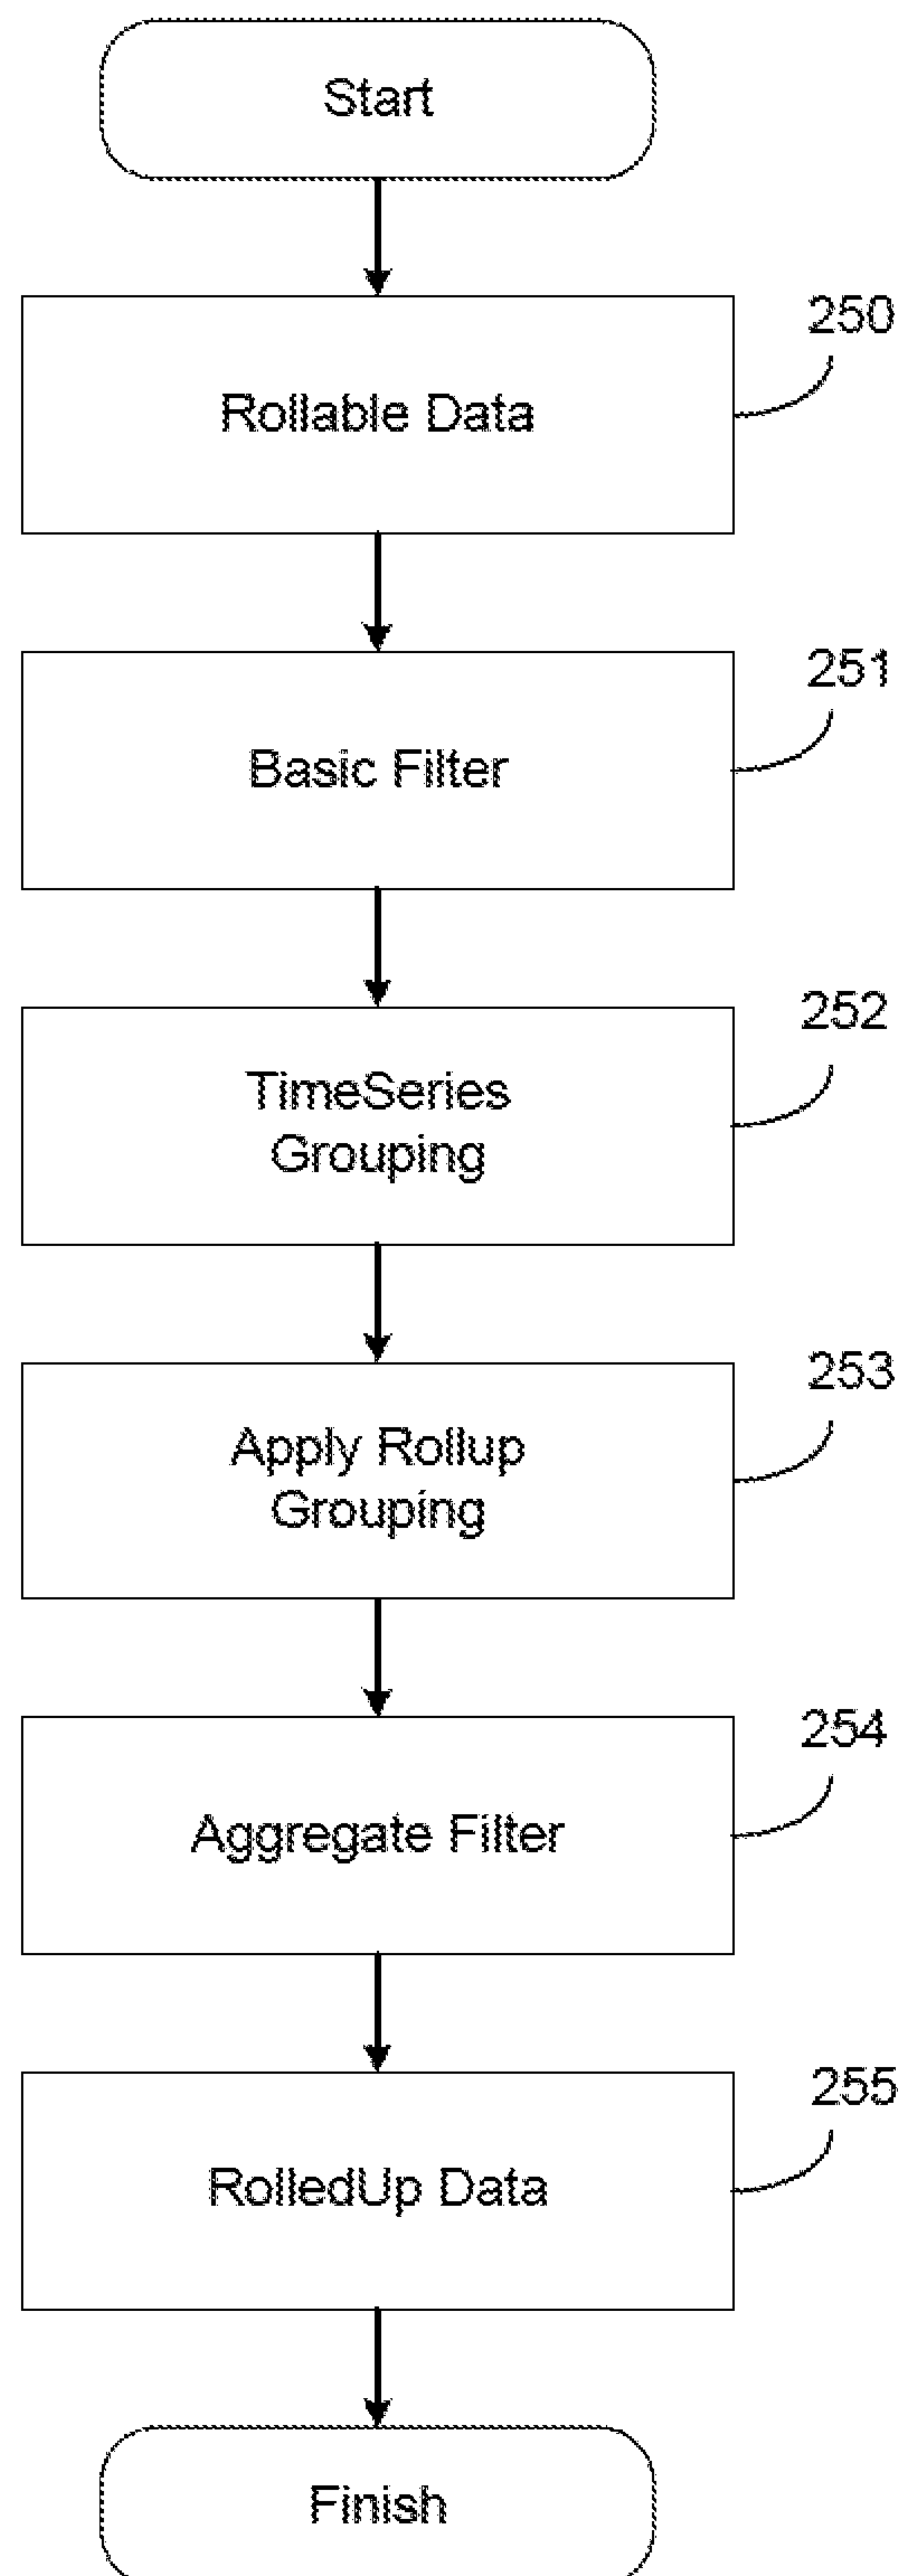 Start
250
Rollable Data
251
Basic Filter
252
TimeSeries
Grouping
253
Apply Rollup
Grouping
254
Aggregate Filter
255
RolledUp Data
Finish